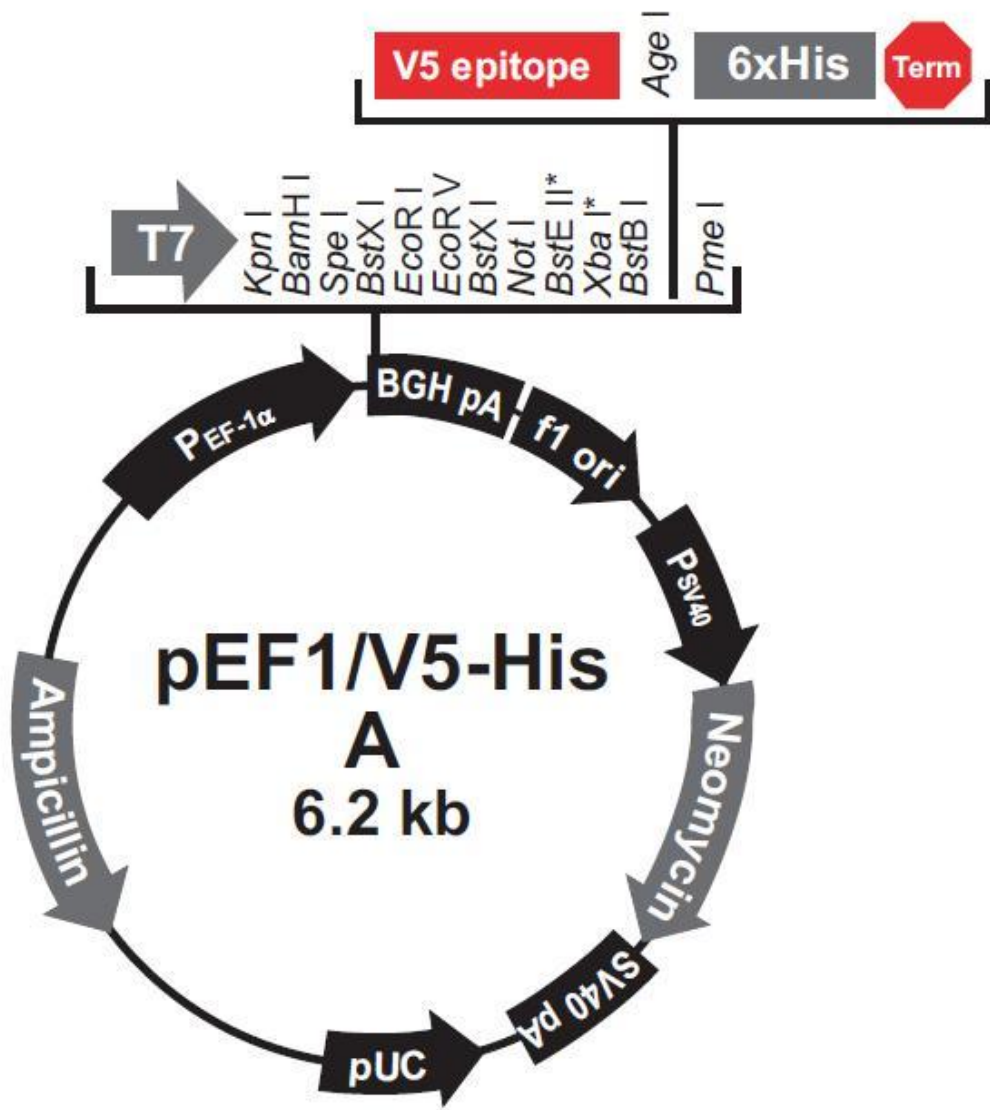 V5 epitope
Age I
6xHis
Term
T7
Kpn I
BamH I
Spe I
BstX I
EcoR I
EcoR V
BstX I
Not I
BstE II*
Xba I*
BstB I
Pme I
PEF-1α
BGH pA
f1 ori
PSV40
Neomycin
SV40 pA
pUC
Ampicillin
pEF1/V5-His
A
6.2 kb